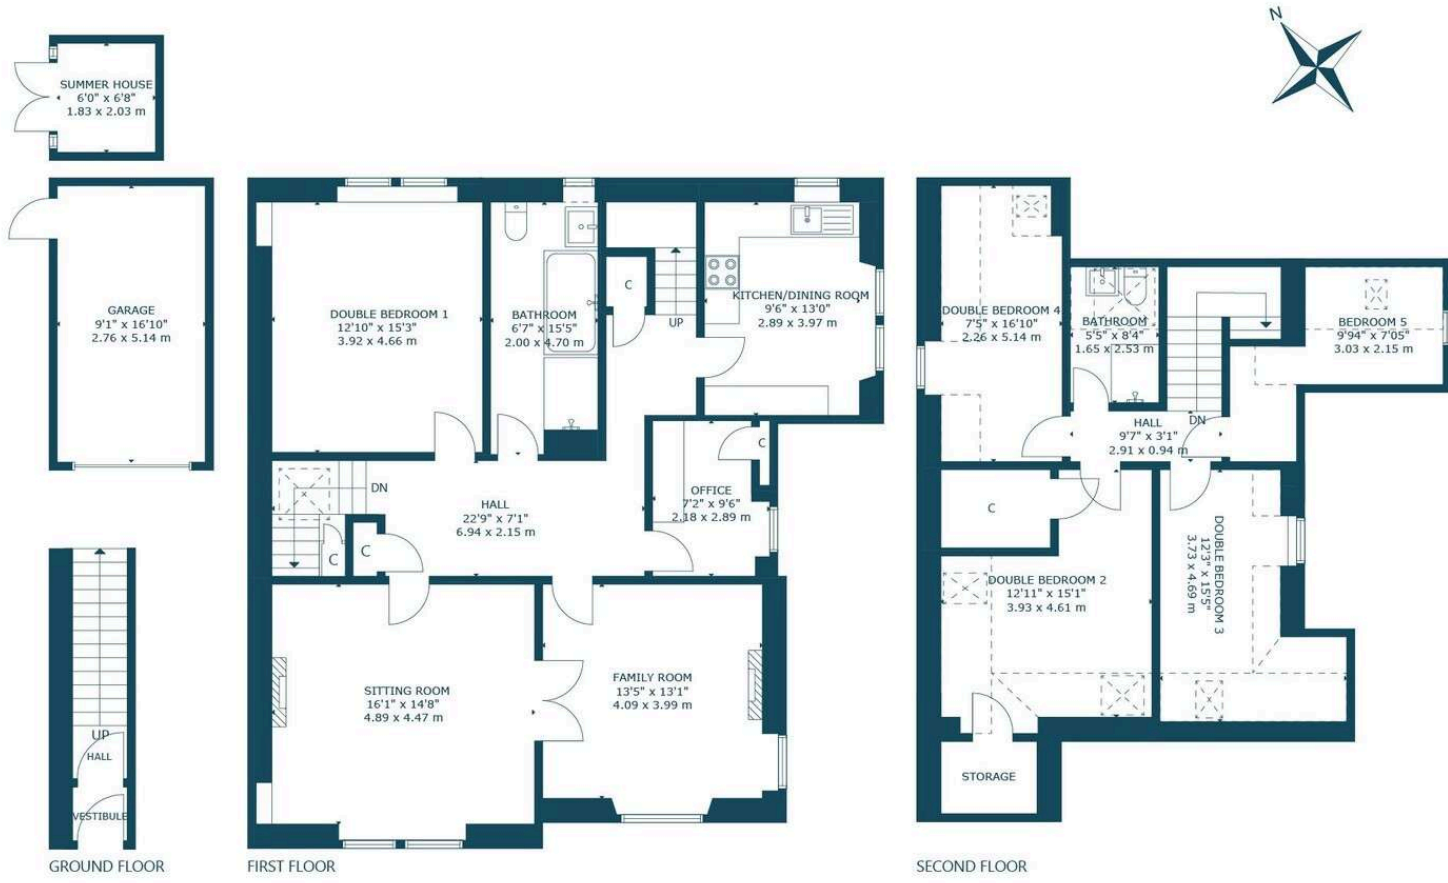 N
SUMMER HOUSE
6'0" x 6'8"
1.83 x 2.03 m
GARAGE
9'1" x 16'10"
2.76 x 5.14 m
UP
HALL
VESTIBULE
GROUND FLOOR
DOUBLE BEDROOM 1
12'10" x 15'3"
3.92 x 4.66 m
BATHROOM
6'7" x 15'5"
2.00 x 4.70 m
C
UP
KITCHEN/DINING ROOM
9'6" x 13'0"
2.89 x 3.97 m
DN
C
C
HALL
22'9" x 7'1"
6.94 x 2.15 m
C
OFFICE
7'2" x 9'6"
2.18 x 2.89 m
SITTING ROOM
16'1" x 14'8"
4.89 x 4.47 m
FAMILY ROOM
13'5" x 13'1"
4.09 x 3.99 m
FIRST FLOOR
DOUBLE BEDROOM 4
7'5" x 16'10"
2.26 x 5.14 m
BATHROOM
5'5" x 8'4"
1.65 x 2.53 m
BEDROOM 5
9'94" x 7'05"
3.03 x 2.15 m
DN
HALL
9'7" x 3'1"
2.91 x 0.94 m
C
DOUBLE BEDROOM 2
12'11" x 15'1"
3.93 x 4.61 m
DOUBLE BEDROOM 3
12'3" x 15'5"
3.73 x 4.69 m
STORAGE
SECOND FLOOR